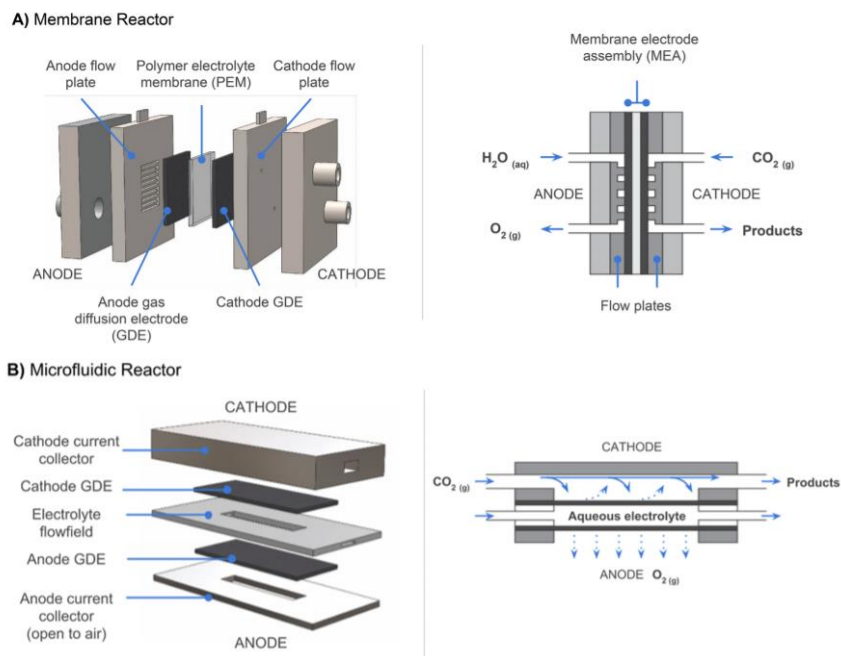 A) Membrane Reactor
Anode flow
plate
Polymer electrolyte
membrane (PEM)
Cathode flow
plate
ANODE
CATHODE
Anode gas
diffusion electrode
(GDE)
Cathode GDE
Membrane electrode
assembly (MEA)
H2O (aq)
CO2 (g)
ANODE
CATHODE
O2 (g)
Products
Flow plates
B) Microfluidic Reactor
CATHODE
Cathode current
collector
Cathode GDE
Electrolyte
flowfield
Anode GDE
Anode current
collector
(open to air)
ANODE
CATHODE
CO2 (g)
Products
Aqueous electrolyte
ANODE O2 (g)